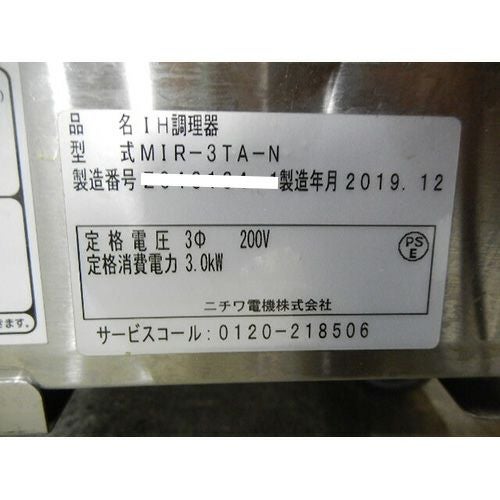 品 名 IH調理器
型 式 MIR-3TA-N
製造番号 製造年月 2019. 12
定格電圧 3Φ 200V
定格消費電力 3.0kW
PS
E
ニチワ電機株式会社
サービスコール:0120-218506
きます。